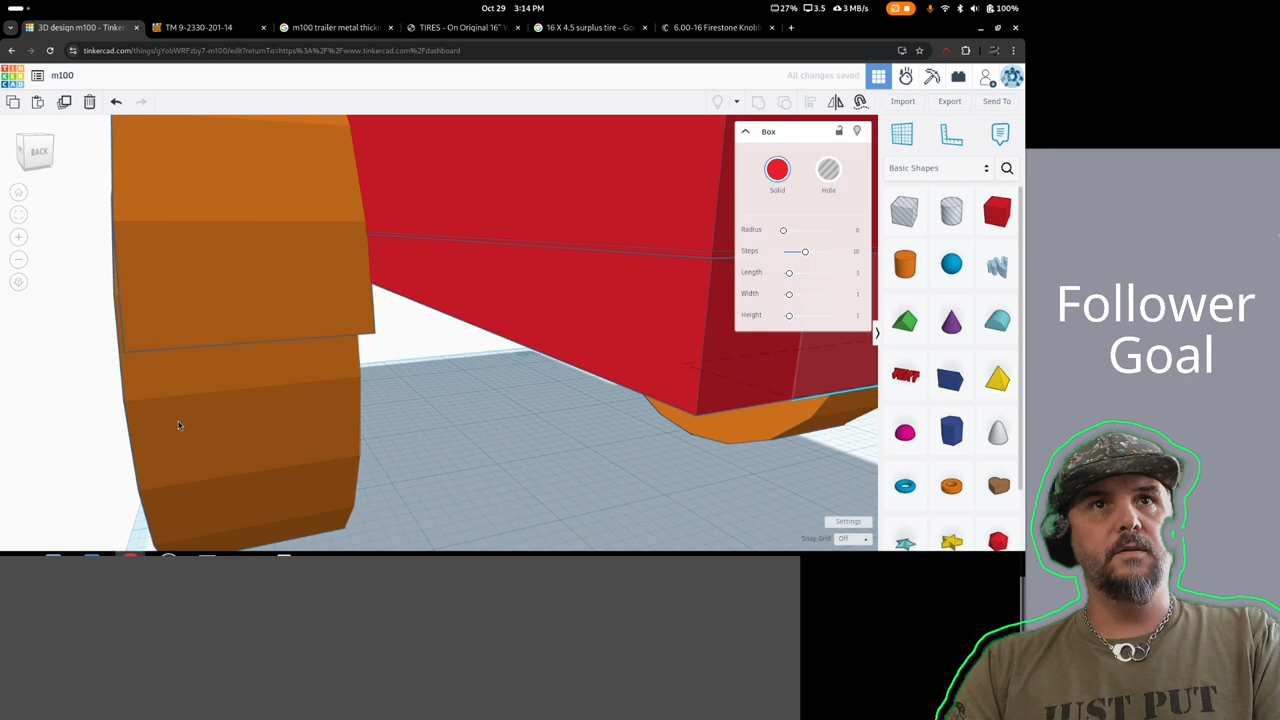 Oct 29 3:14 PM
27% 3.5 3 MB/s 100%
3D design m100 - Tinker
TM 9-2330-201-14
m100 trailer metal thick
TIRES - On Original 16" V
16 X 4.5 surplus tire - Go
6.00-16 Firestone Knobb
tinkercad.com/things/gYobWRFzby7-m100/edit?returnTo=https%3A%2F%2Fwww.tinkercad.com%2Fdashboard
TIN
KER
CAD
m100
All changes saved
Import
Export
Send To
BACK
Box
Solid
Hole
Radius 0
Steps 10
Length 1
Width 1
Height 1
Basic Shapes
TEXT
Settings
Snap Grid Off
Follower
Goal
JUST PUT